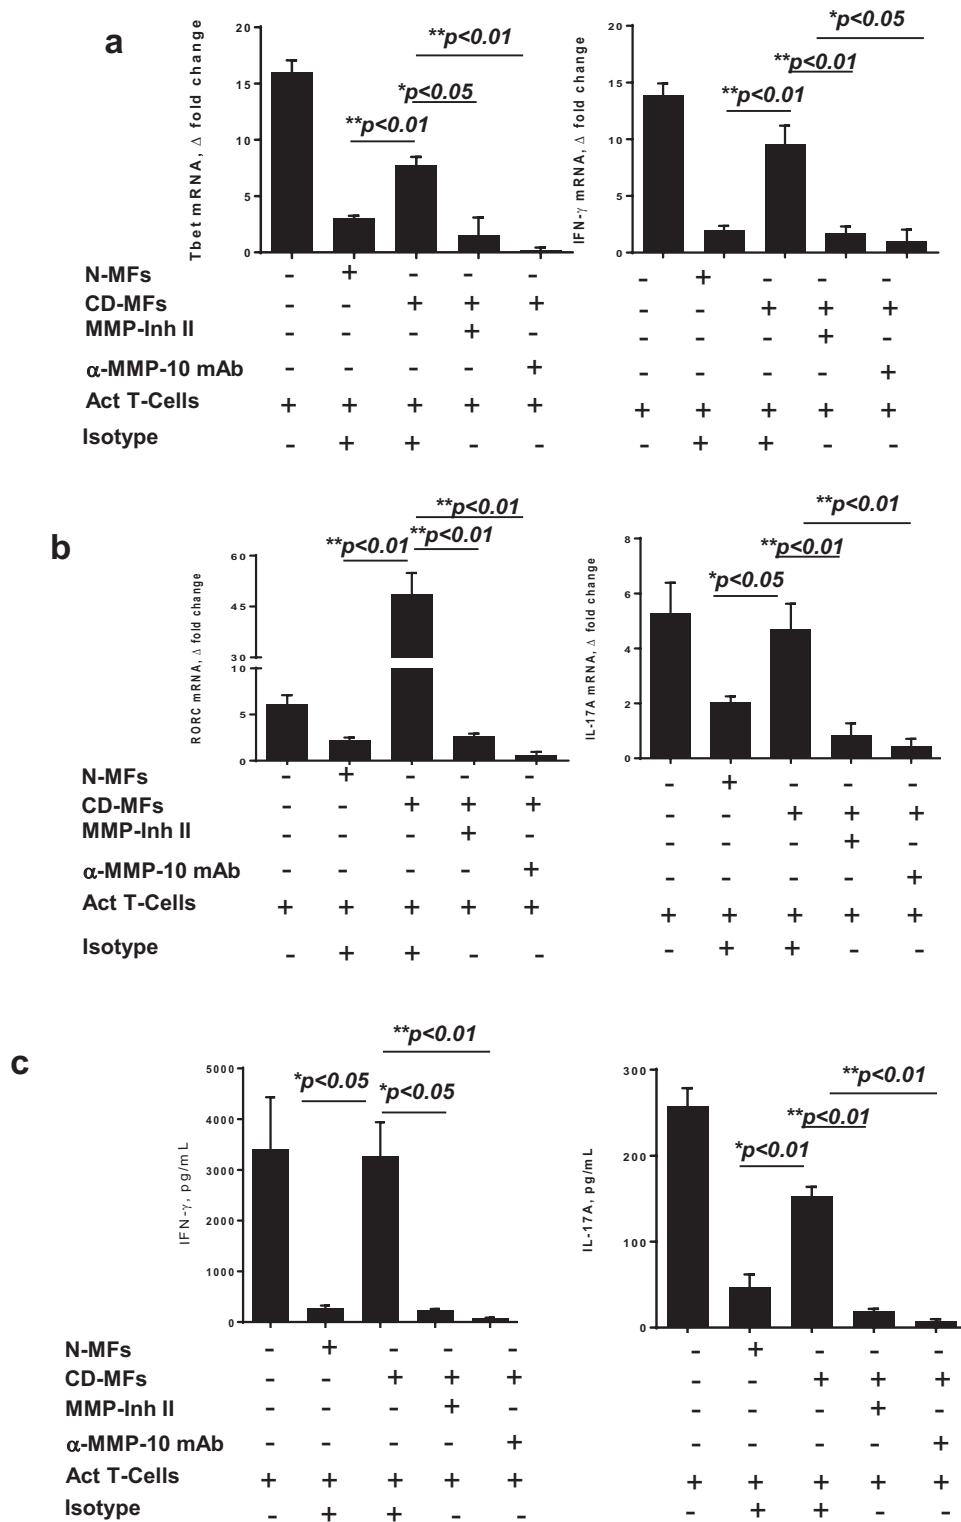 a
Tbet mRNA, Δ fold change
20
15
10
5
0
**p<0.01
*p<0.05
**p<0.01
IFN-γ mRNA, Δ fold change
20
15
10
5
0
*p<0.05
**p<0.01
**p<0.01
N-MFs - + - - - - + - - -
CD-MFs - - + + + - - + + +
MMP-Inh II - - - + - - - - + -
α-MMP-10 mAb - - - - + - - - - +
Act T-Cells + + + + + + + + + +
Isotype - + + - - - + + - -
b
RORC mRNA, Δ fold change
60
45
30
10
5
0
**p<0.01
**p<0.01
**p<0.01
IL-17A mRNA, Δ fold change
8
6
4
2
0
**p<0.01
**p<0.01
*p<0.05
N-MFs - + - - - - + - - -
CD-MFs - - + + + - - + + +
MMP-Inh II - - - + - - - - + -
α-MMP-10 mAb - - - - + - - - - +
Act T-Cells + + + + + + + + + +
Isotype - + + - - - + + - -
c
IFN-γ, pg/mL
5000
4000
3000
2000
1000
0
**p<0.01
*p<0.05
*p<0.05
IL-17A, pg/mL
300
200
100
0
**p<0.01
**p<0.01
*p<0.01
N-MFs - + - - - - + - - -
CD-MFs - - + + + - - + + +
MMP-Inh II - - - + - - - - + -
α-MMP-10 mAb - - - - + - - - - +
Act T-Cells + + + + + + + + + +
Isotype - + + - - - + + - -